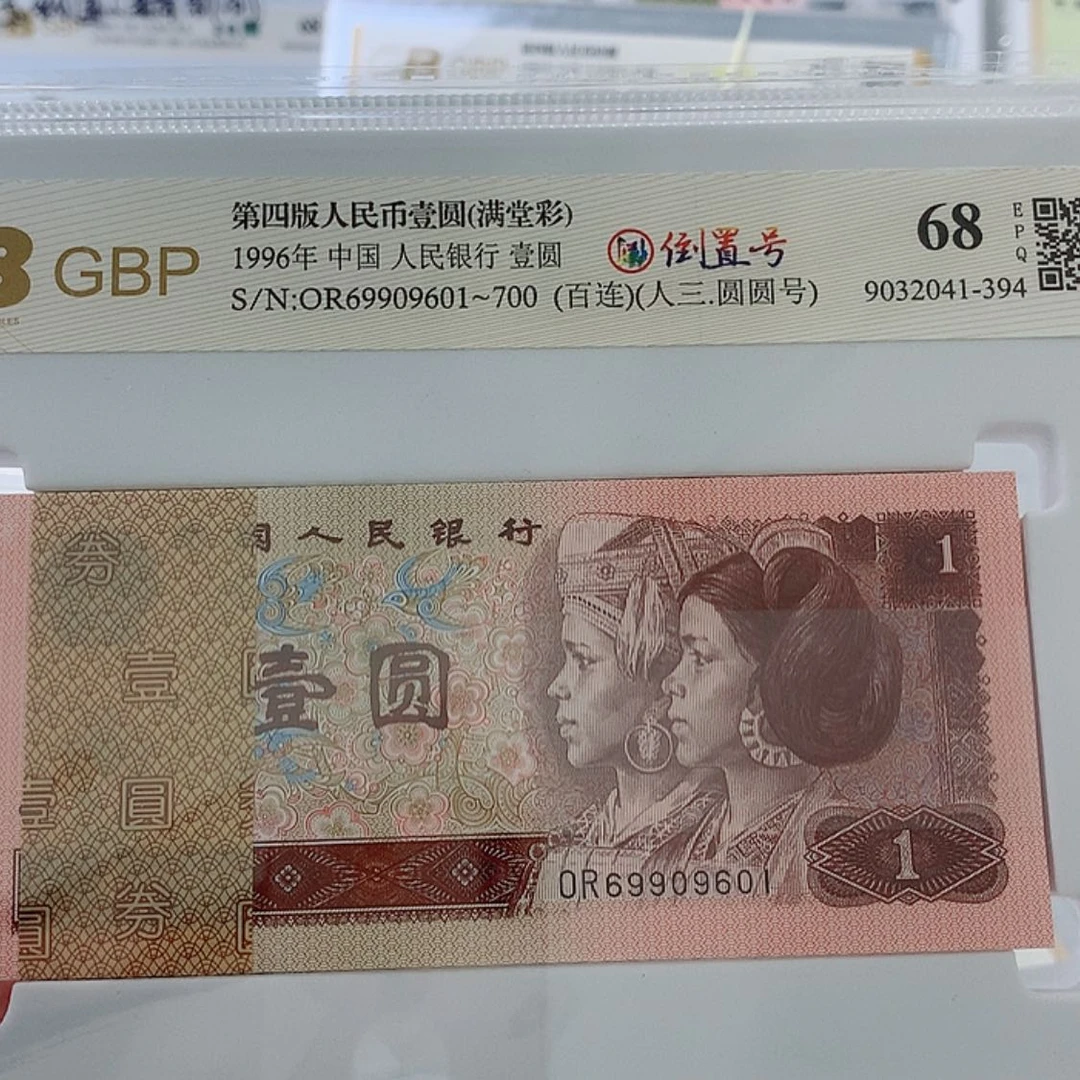 第四版人民币壹圆(满堂彩)
GBP
1996年 中国 人民银行 壹圆
倒置号
S/N:OR69909601~700 (百连)(人三.圆圆号)
68
EPQ
9032041-394
人民银行
1
券
壹圆
壹
圓
券
壹
圆
OR69909601
1